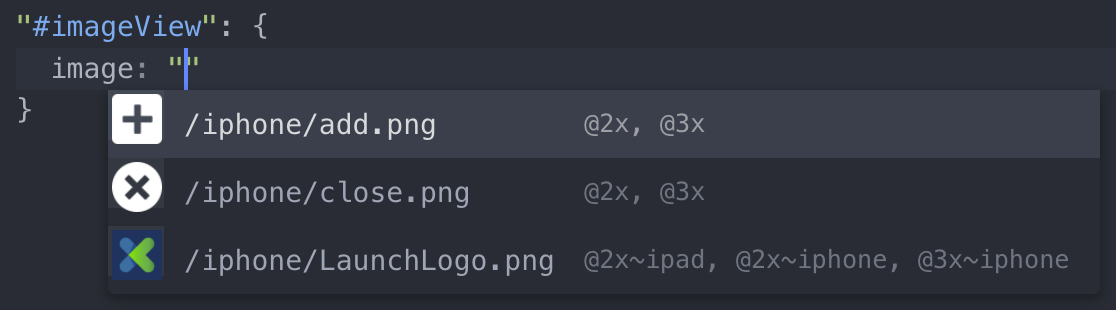 "#imageView": {
image: ""
}
/iphone/add.png @2x, @3x
/iphone/close.png @2x, @3x
/iphone/LaunchLogo.png @2x~ipad, @2x~iphone, @3x~iphone